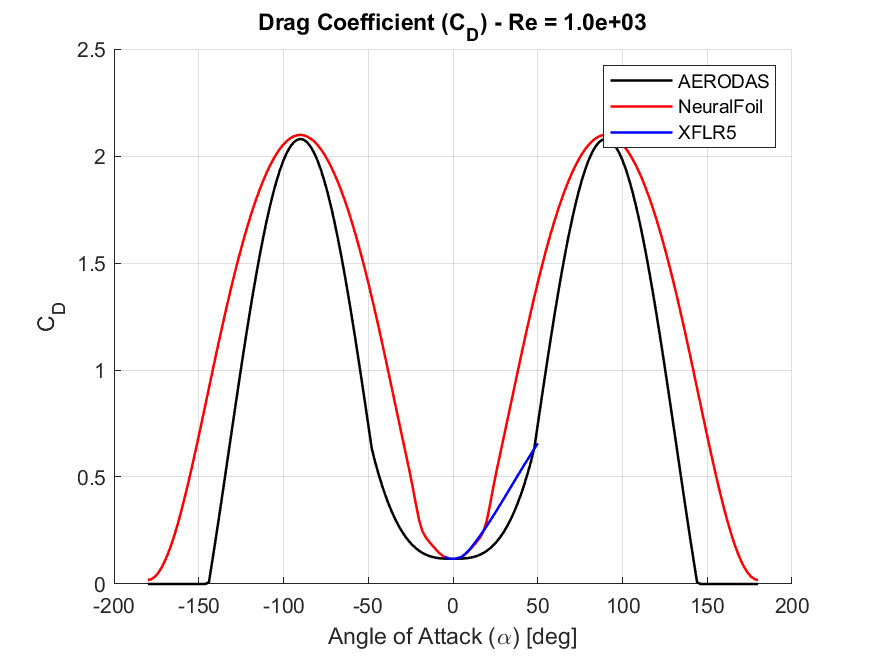 Drag Coefficient (C_D) - Re = 1.0e+03
AERODAS
NeuralFoil
XFLR5
2.5
2
1.5
1
0.5
0
C_D
-200 -150 -100 -50 0 50 100 150 200
Angle of Attack (α) [deg]